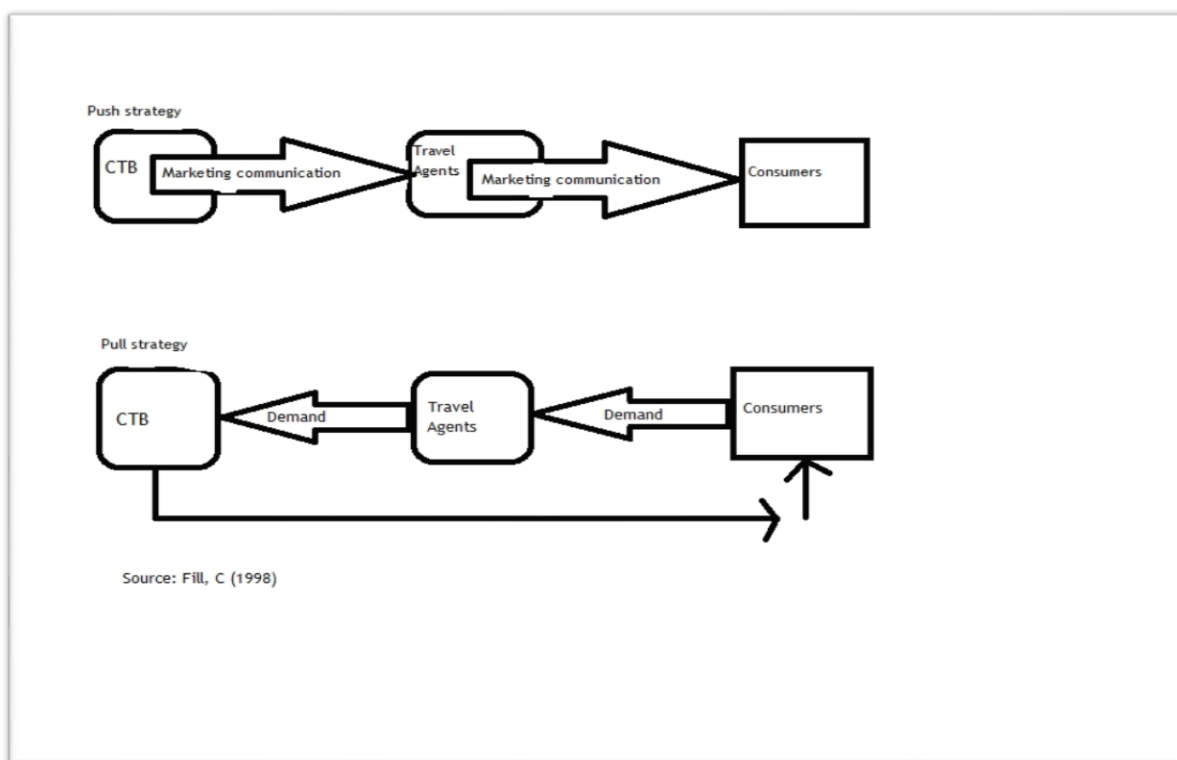 Push strategy
CTB
Marketing communication
Travel
Agents
Marketing communication
Consumers
Pull strategy
CTB
Demand
Travel
Agents
Demand
Consumers
Source: Fill, C (1998)